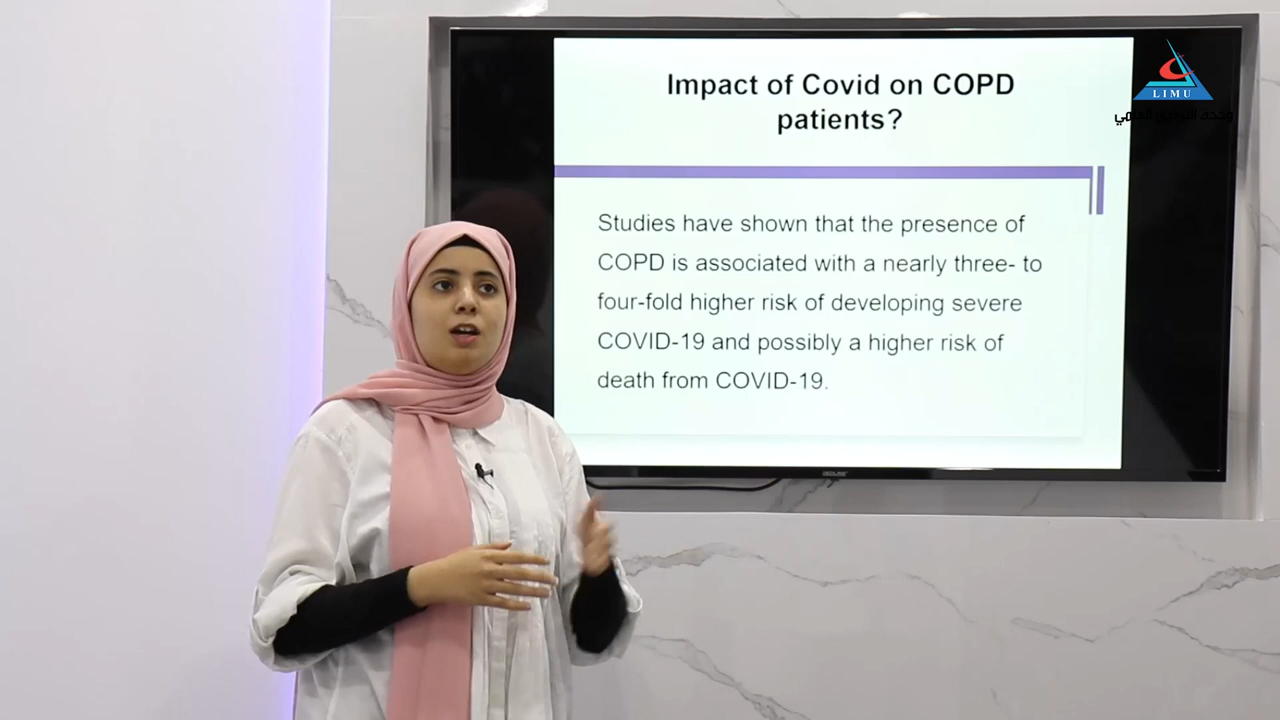 Impact of Covid on COPD
patients?
Studies have shown that the presence of
COPD is associated with a nearly three- to
four-fold higher risk of developing severe
COVID-19 and possibly a higher risk of
death from COVID-19.
LIMU